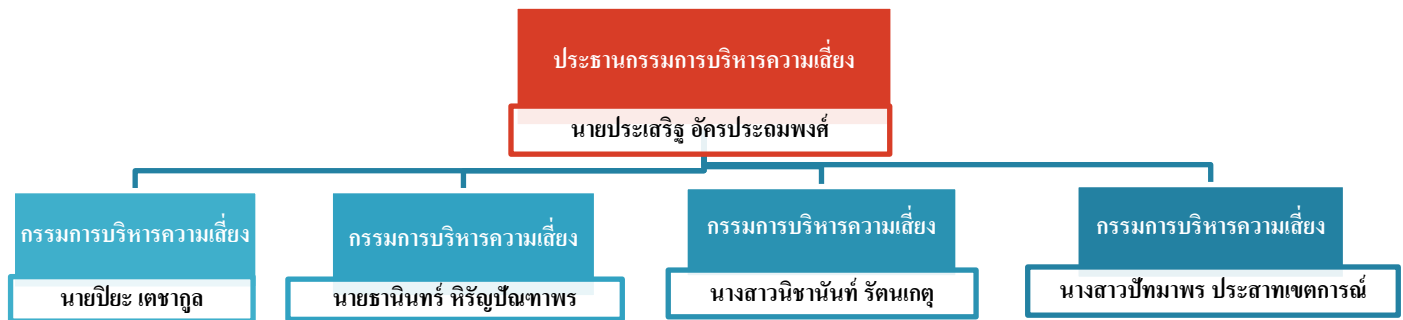 ประธานกรรมการบริหารความเสี่ยง
นายประเสริฐ อัครประถมพงศ์
กรรมการบริหารความเสี่ยง
นายปิยะ เตชากูล
กรรมการบริหารความเสี่ยง
นายธานินทร์ หิรัญปัณฑาพร
กรรมการบริหารความเสี่ยง
นางสาวนิชานันท์ รัตนเกตุ
กรรมการบริหารความเสี่ยง
นางสาวปัทมาพร ประสาทเขตการณ์